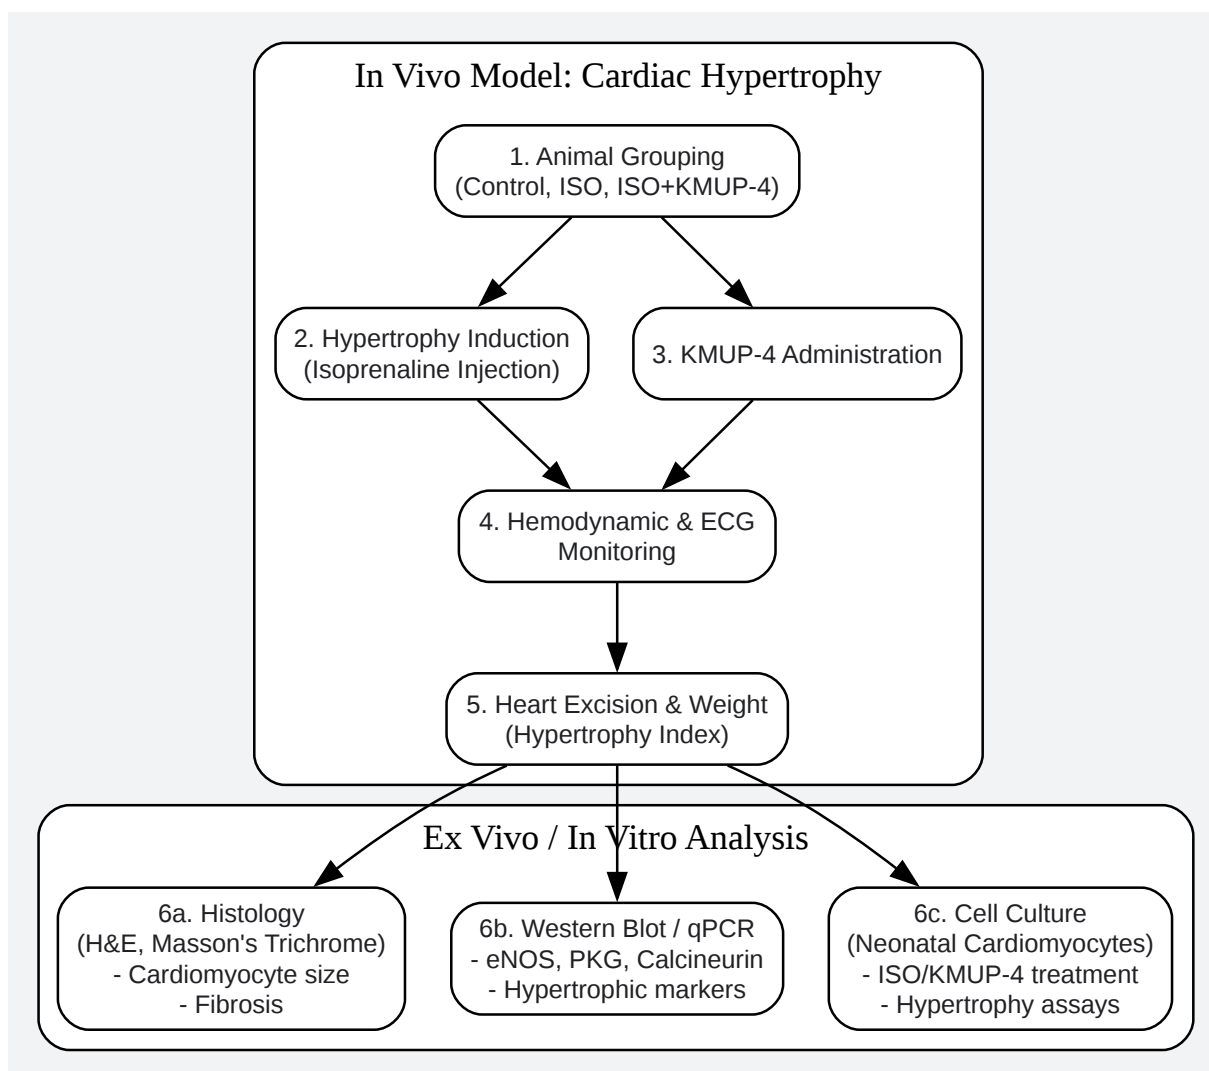 In Vivo Model: Cardiac Hypertrophy
1. Animal Grouping
(Control, ISO, ISO+KMUP-4)
2. Hypertrophy Induction
(Isoprenaline Injection)
3. KMUP-4 Administration
4. Hemodynamic & ECG
Monitoring
5. Heart Excision & Weight
(Hypertrophy Index)
Ex Vivo / In Vitro Analysis
6a. Histology
(H&E, Masson's Trichrome)
- Cardiomyocyte size
- Fibrosis
6b. Western Blot / qPCR
- eNOS, PKG, Calcineurin
- Hypertrophic markers
6c. Cell Culture
(Neonatal Cardiomyocytes)
- ISO/KMUP-4 treatment
- Hypertrophy assays